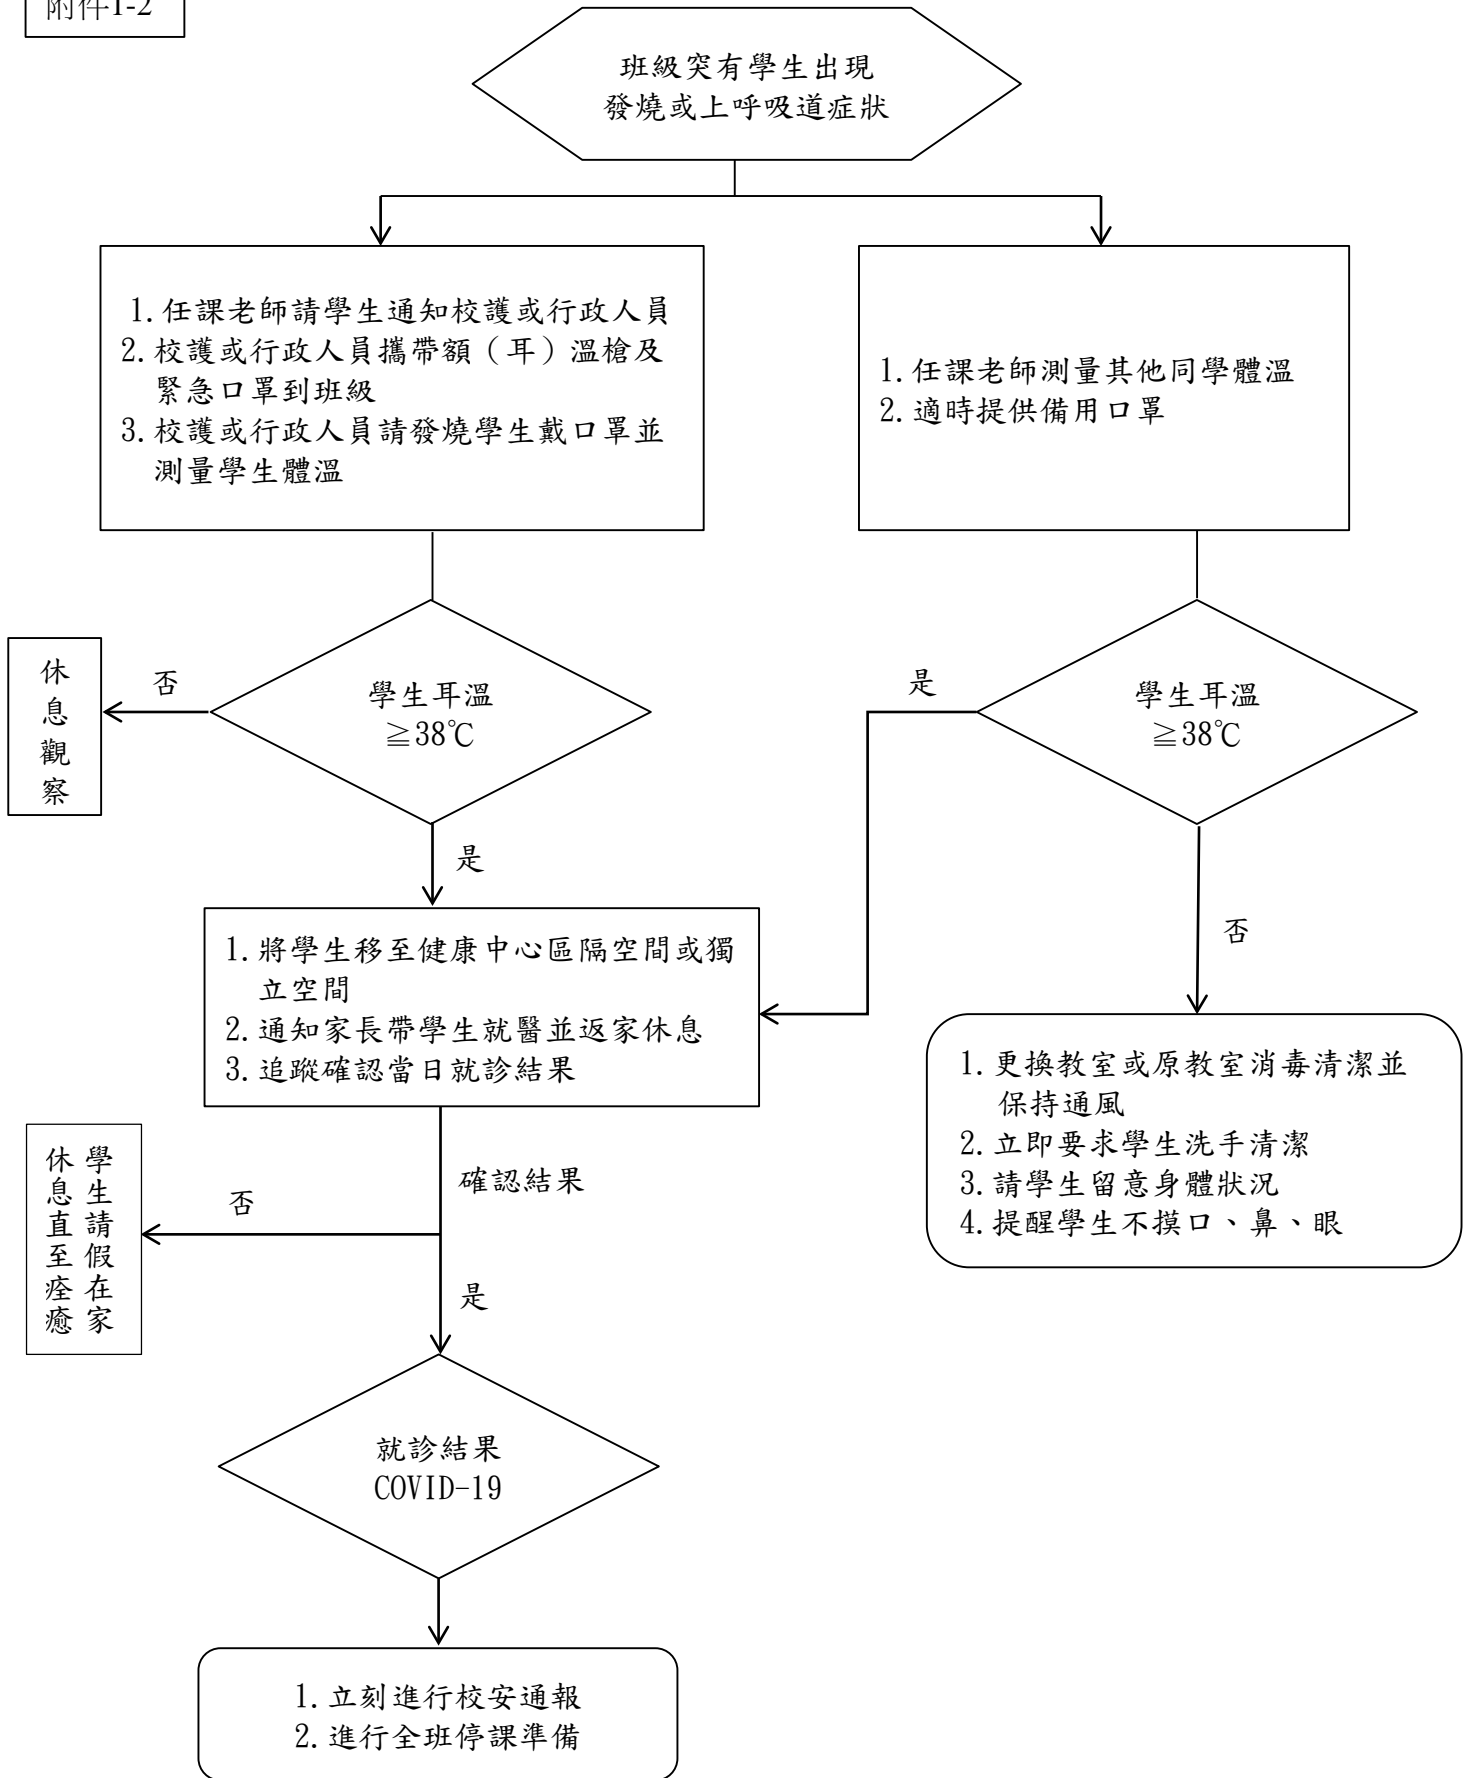 附件1-2
班級突有學生出現
發燒或上呼吸道症狀
1.任課老師請學生通知校護或行政人員
2.校護或行政人員攜帶額（耳）溫槍及
緊急口罩到班級
3.校護或行政人員請發燒學生戴口罩並
測量學生體溫
1.任課老師測量其他同學體溫
2.適時提供備用口罩
休息觀察
否
學生耳溫
≧38℃
是
學生耳溫
≧38℃
是
否
1.將學生移至健康中心區隔空間或獨
立空間
2.通知家長帶學生就醫並返家休息
3.追蹤確認當日就診結果
1.更換教室或原教室消毒清潔並
保持通風
2.立即要求學生洗手清潔
3.請學生留意身體狀況
4.提醒學生不摸口、鼻、眼
學生請假在家
休息直至痊癒
否
確認結果
是
就診結果
COVID-19
1.立刻進行校安通報
2.進行全班停課準備